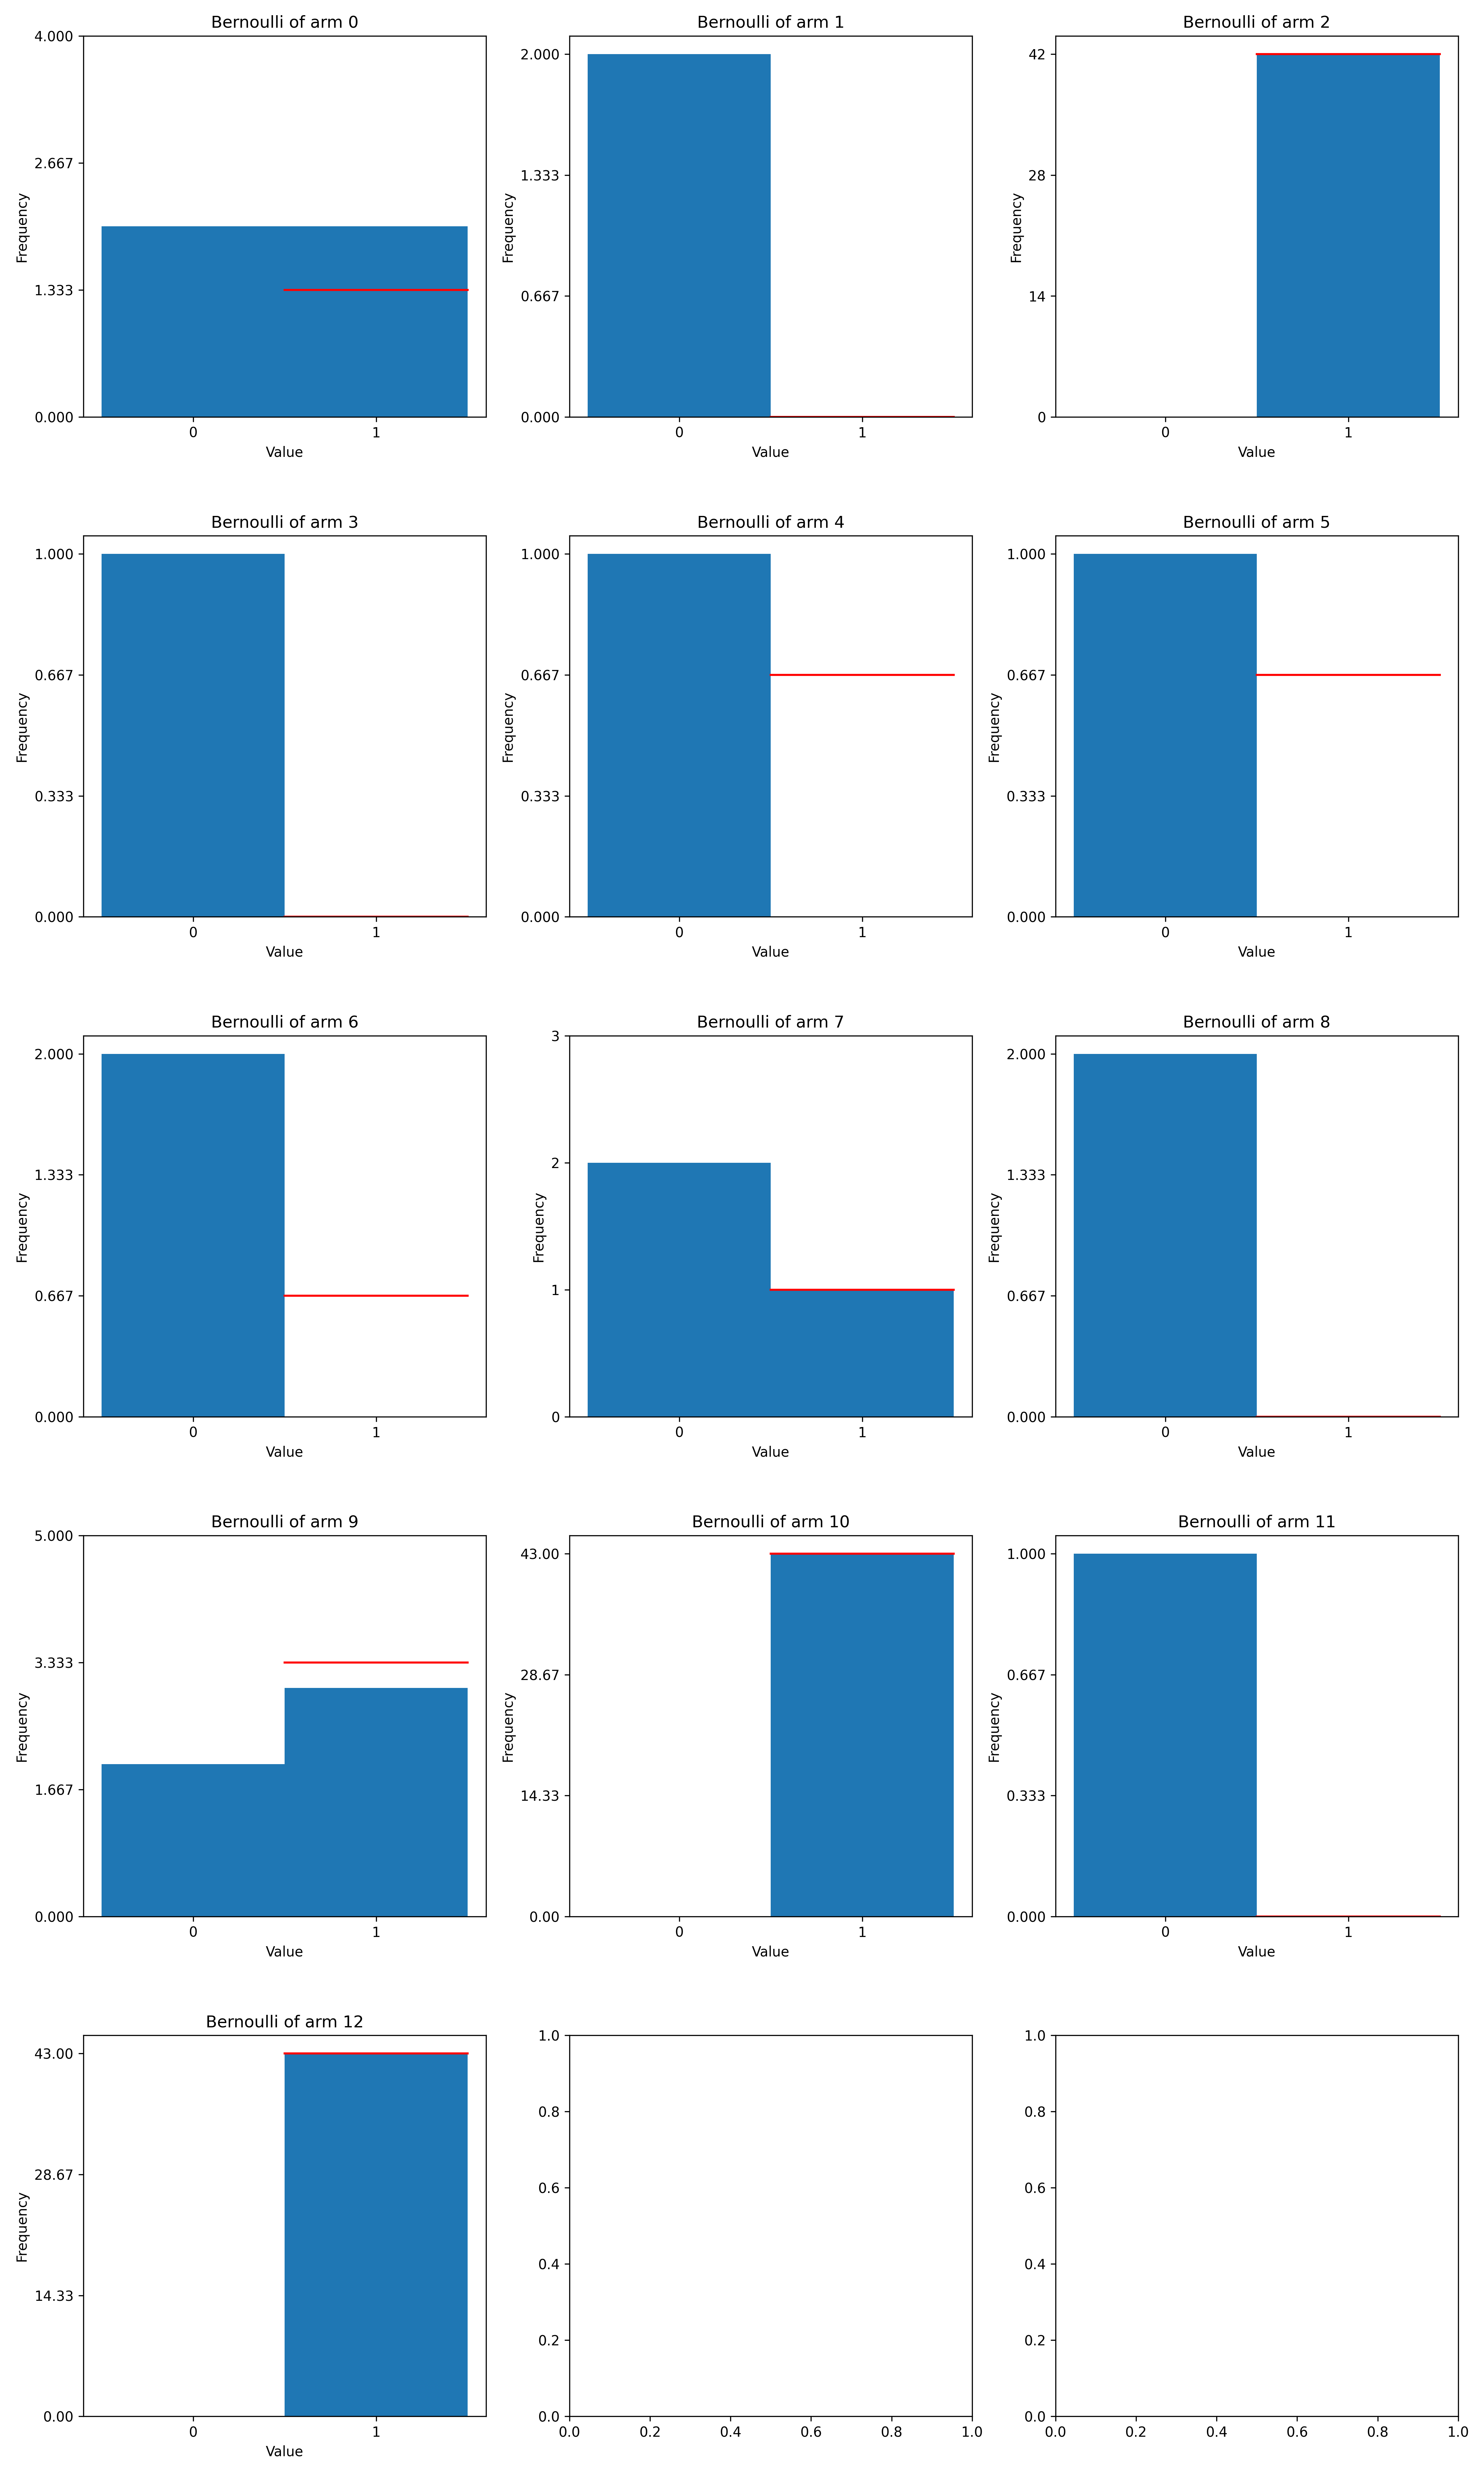 Bernoulli of arm 0
4.000
2.667
1.333
0.000
Frequency
0 1
Value
Bernoulli of arm 1
2.000
1.333
0.667
0.000
Frequency
0 1
Value
Bernoulli of arm 2
42
28
14
0
Frequency
0 1
Value
Bernoulli of arm 3
1.000
0.667
0.333
0.000
Frequency
0 1
Value
Bernoulli of arm 4
1.000
0.667
0.333
0.000
Frequency
0 1
Value
Bernoulli of arm 5
1.000
0.667
0.333
0.000
Frequency
0 1
Value
Bernoulli of arm 6
2.000
1.333
0.667
0.000
Frequency
0 1
Value
Bernoulli of arm 7
3
2
1
0
Frequency
0 1
Value
Bernoulli of arm 8
2.000
1.333
0.667
0.000
Frequency
0 1
Value
Bernoulli of arm 9
5.000
3.333
1.667
0.000
Frequency
0 1
Value
Bernoulli of arm 10
43.00
28.67
14.33
0.00
Frequency
0 1
Value
Bernoulli of arm 11
1.000
0.667
0.333
0.000
Frequency
0 1
Value
Bernoulli of arm 12
43.00
28.67
14.33
0.00
Frequency
0 1
Value
1.0
0.8
0.6
0.4
0.2
0.0
0.0 0.2 0.4 0.6 0.8 1.0
1.0
0.8
0.6
0.4
0.2
0.0
0.0 0.2 0.4 0.6 0.8 1.0